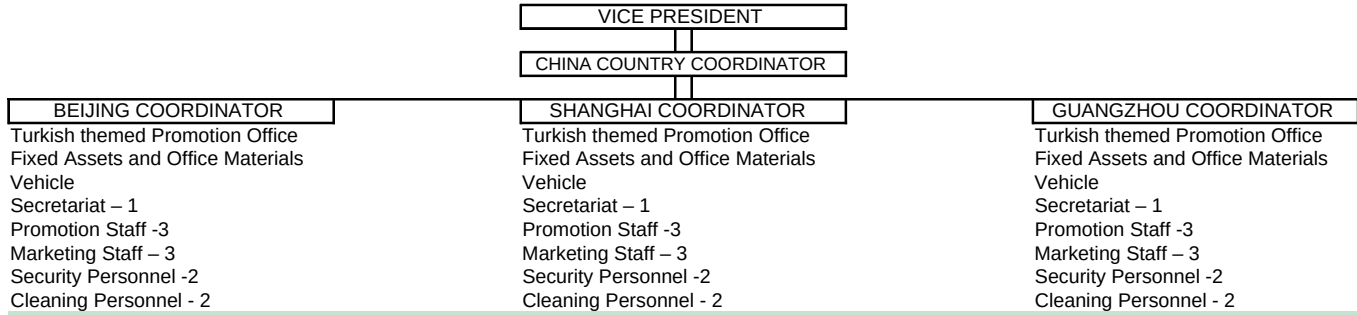 VICE PRESIDENT
CHINA COUNTRY COORDINATOR
BEIJING COORDINATOR
Turkish themed Promotion Office
Fixed Assets and Office Materials
Vehicle
Secretariat – 1
Promotion Staff -3
Marketing Staff – 3
Security Personnel -2
Cleaning Personnel - 2
SHANGHAI COORDINATOR
Turkish themed Promotion Office
Fixed Assets and Office Materials
Vehicle
Secretariat – 1
Promotion Staff -3
Marketing Staff – 3
Security Personnel -2
Cleaning Personnel - 2
GUANGZHOU COORDINATOR
Turkish themed Promotion Office
Fixed Assets and Office Materials
Vehicle
Secretariat – 1
Promotion Staff -3
Marketing Staff – 3
Security Personnel -2
Cleaning Personnel - 2